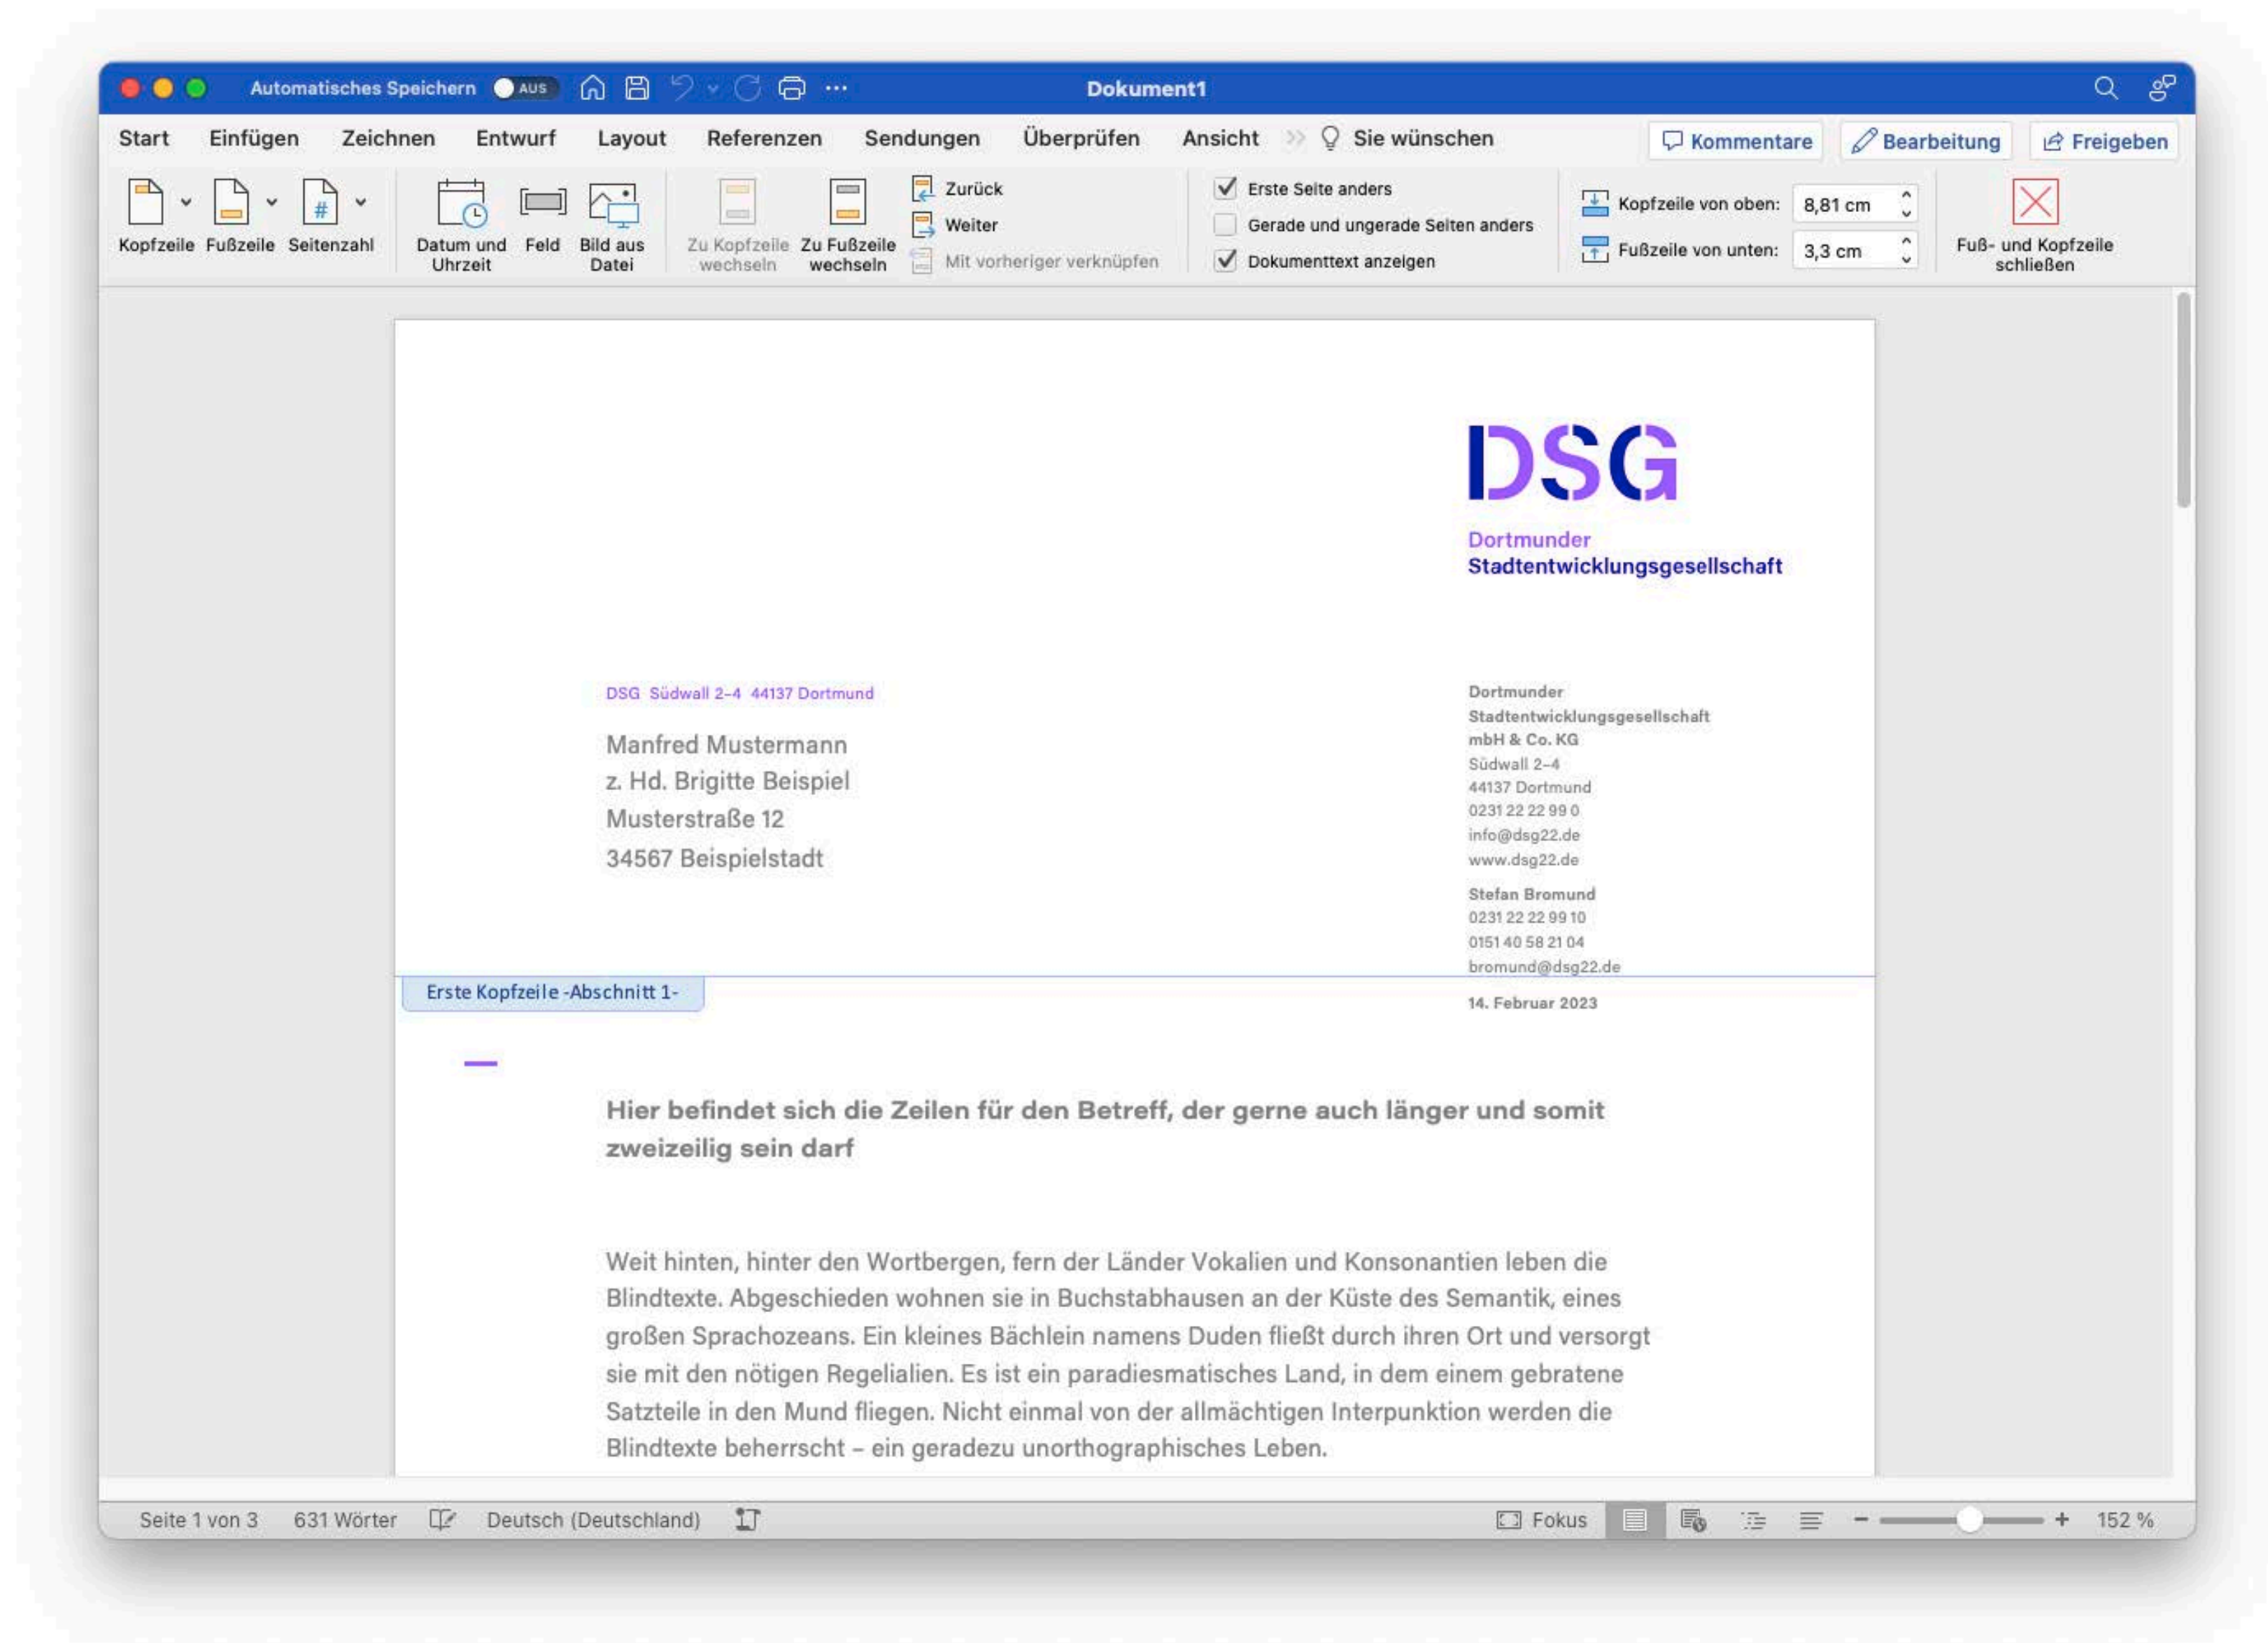 Automatisches Speichern AUS ... Dokument1
Start Einfügen Zeichnen Entwurf Layout Referenzen Sendungen Überprüfen Ansicht >> Sie wünschen Kommentare Bearbeitung Freigeben
Kopfzeile Fußzeile # Seitenzahl
Datum und Uhrzeit
Feld
Bild aus Datei
Zu Kopfzeile wechseln
Zu Fußzeile wechseln
Zurück
Weiter
Mit vorheriger verknüpfen
Erste Seite anders
Gerade und ungerade Seiten anders
Dokumenttext anzeigen
Kopfzeile von oben: 8,81 cm
Fußzeile von unten: 3,3 cm
Fuß- und Kopfzeile schließen
DSG
Dortmunder
Stadtentwicklungsgesellschaft
DSG Südwall 2–4 44137 Dortmund
Manfred Mustermann
z. Hd. Brigitte Beispiel
Musterstraße 12
34567 Beispielstadt
Dortmunder
Stadtentwicklungsgesellschaft
mbH & Co. KG
Südwall 2–4
44137 Dortmund
0231 22 22 99 0
info@dsg22.de
www.dsg22.de
Stefan Bromund
0231 22 22 99 10
0151 40 58 21 04
bromund@dsg22.de
Erste Kopfzeile -Abschnitt 1-
14. Februar 2023
Hier befindet sich die Zeilen für den Betreff, der gerne auch länger und somit
zweizeilig sein darf
Weit hinten, hinter den Wortbergen, fern der Länder Vokalien und Konsonantien leben die
Blindtexte. Abgeschieden wohnen sie in Buchstabhausen an der Küste des Semantik, eines
großen Sprachozeans. Ein kleines Bächlein namens Duden fließt durch ihren Ort und versorgt
sie mit den nötigen Regelialien. Es ist ein paradiesmatisches Land, in dem einem gebratene
Satzteile in den Mund fliegen. Nicht einmal von der allmächtigen Interpunktion werden die
Blindtexte beherrscht – ein geradezu unorthographisches Leben.
Seite 1 von 3 631 Wörter Deutsch (Deutschland) Fokus − + 152 %